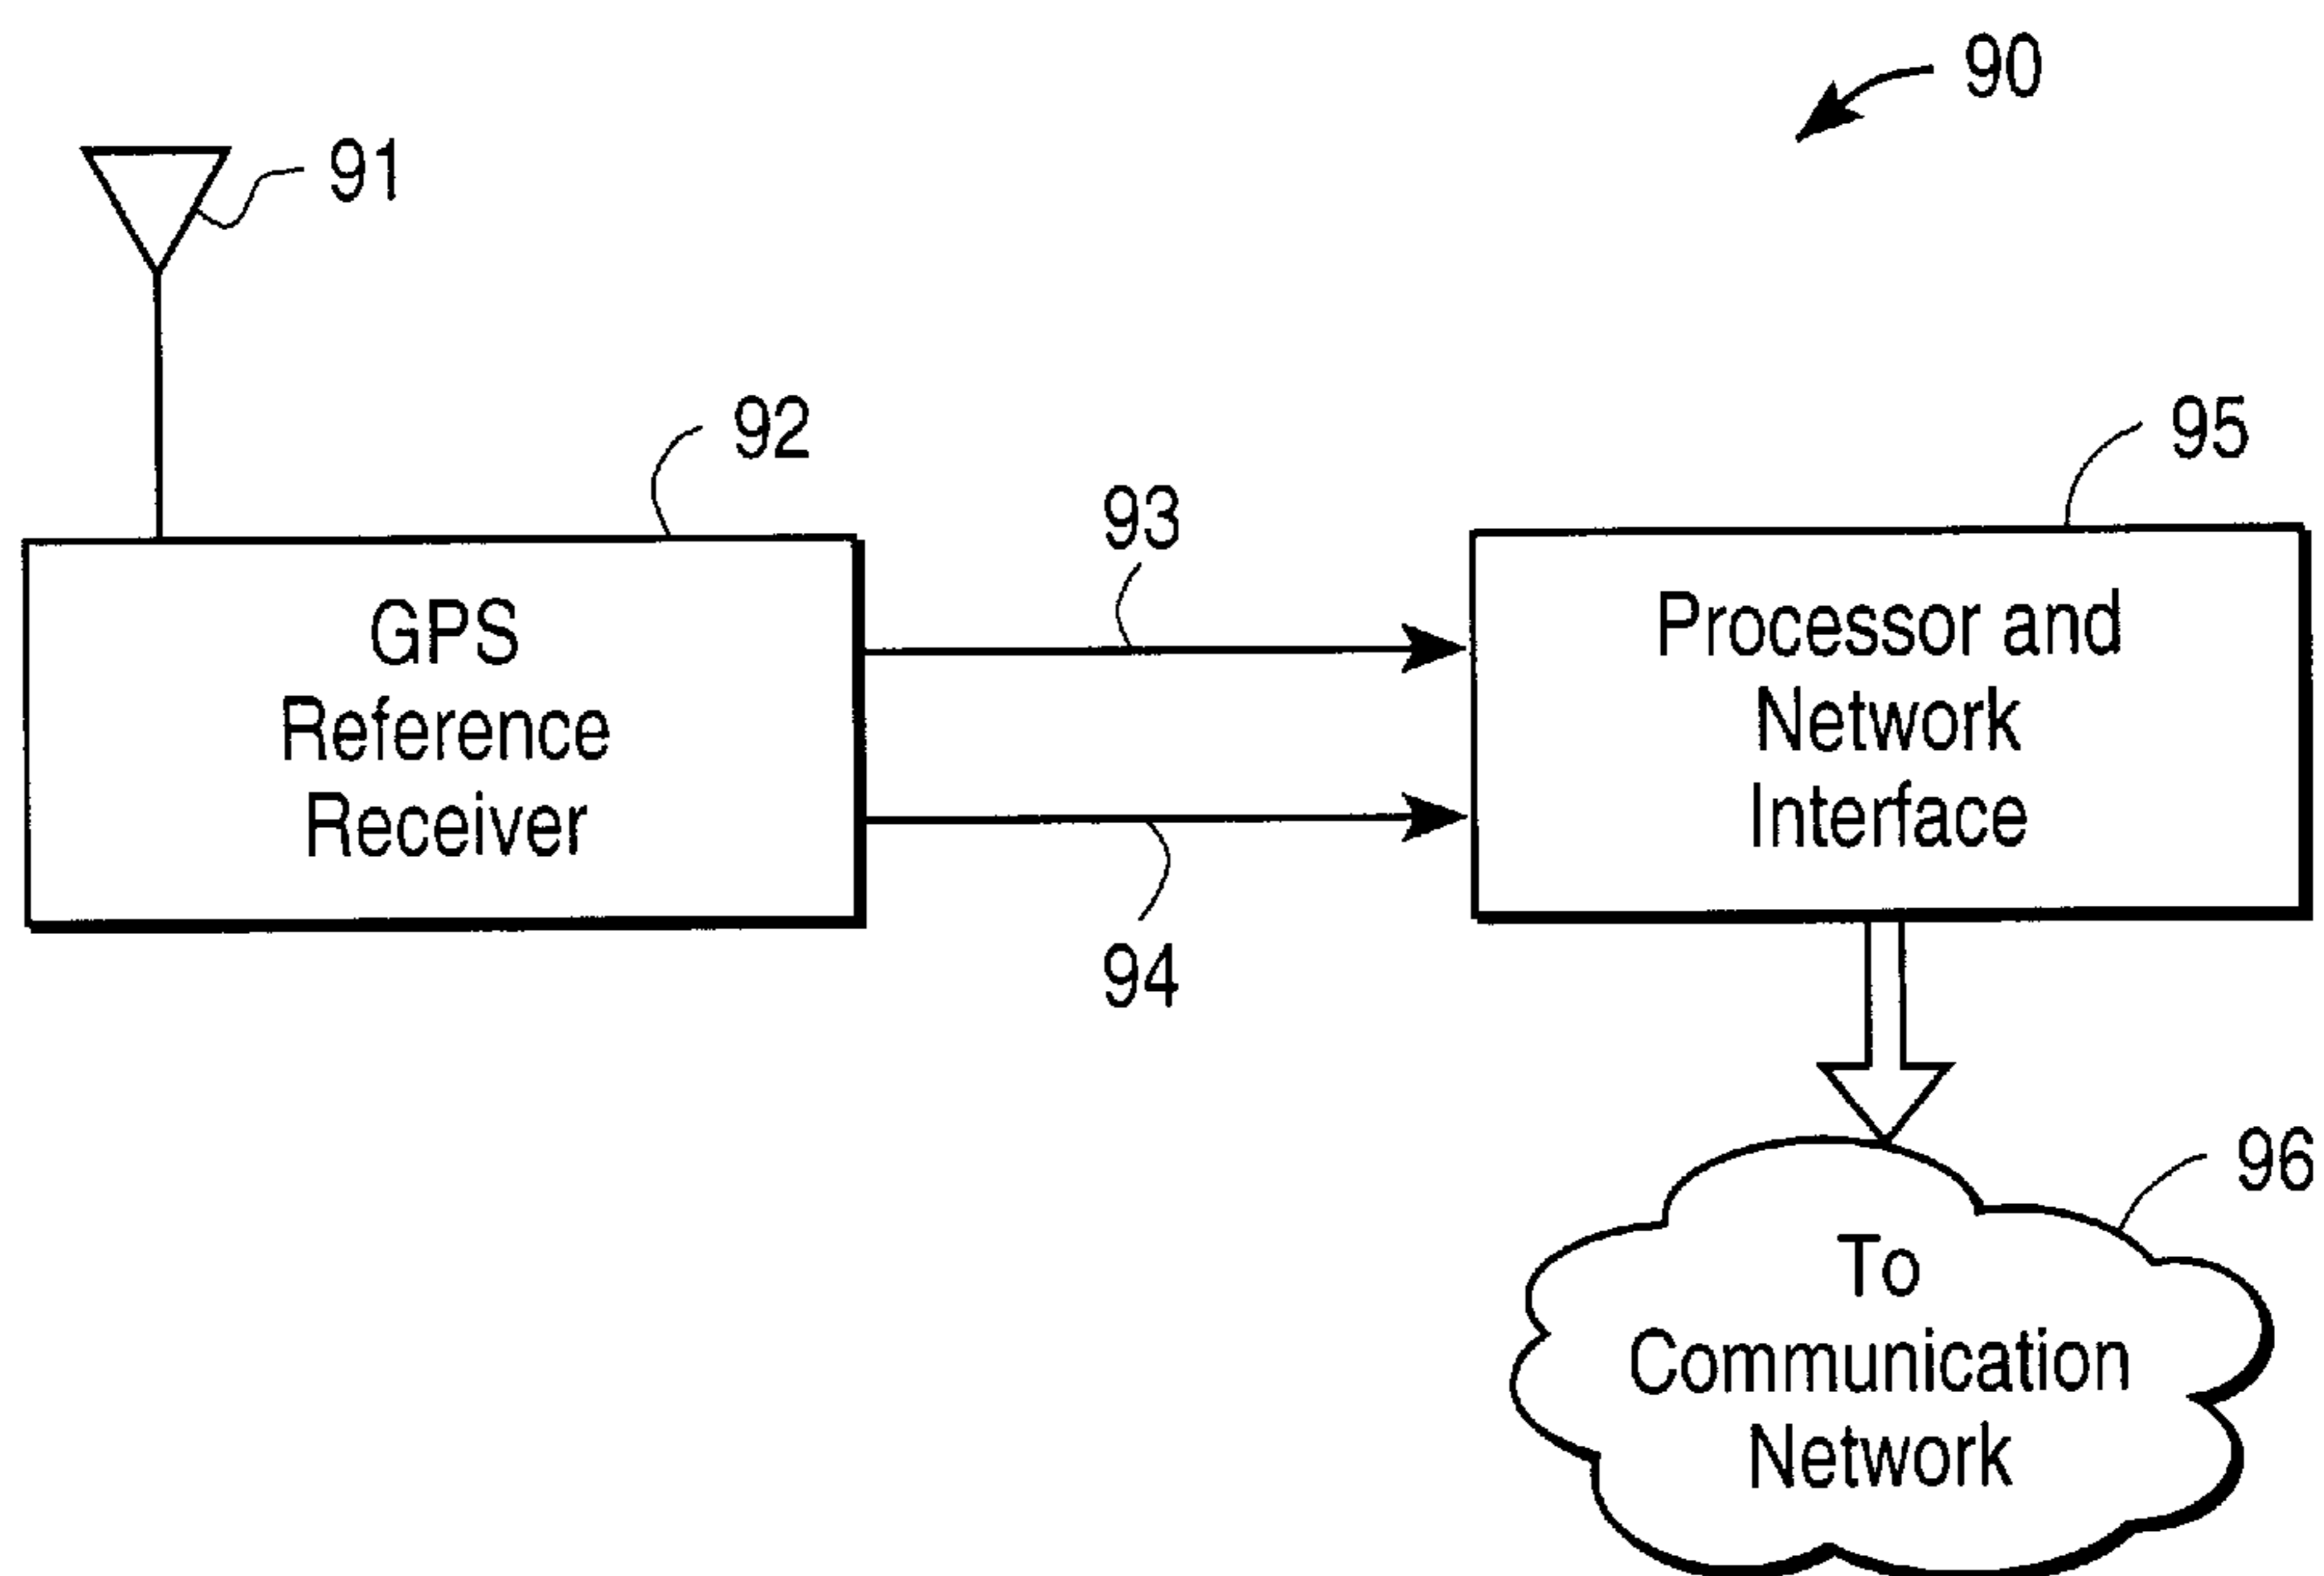 90
91
92
95
93
GPS
Reference
Receiver
Processor and
Network
Interface
94
96
To
Communication
Network